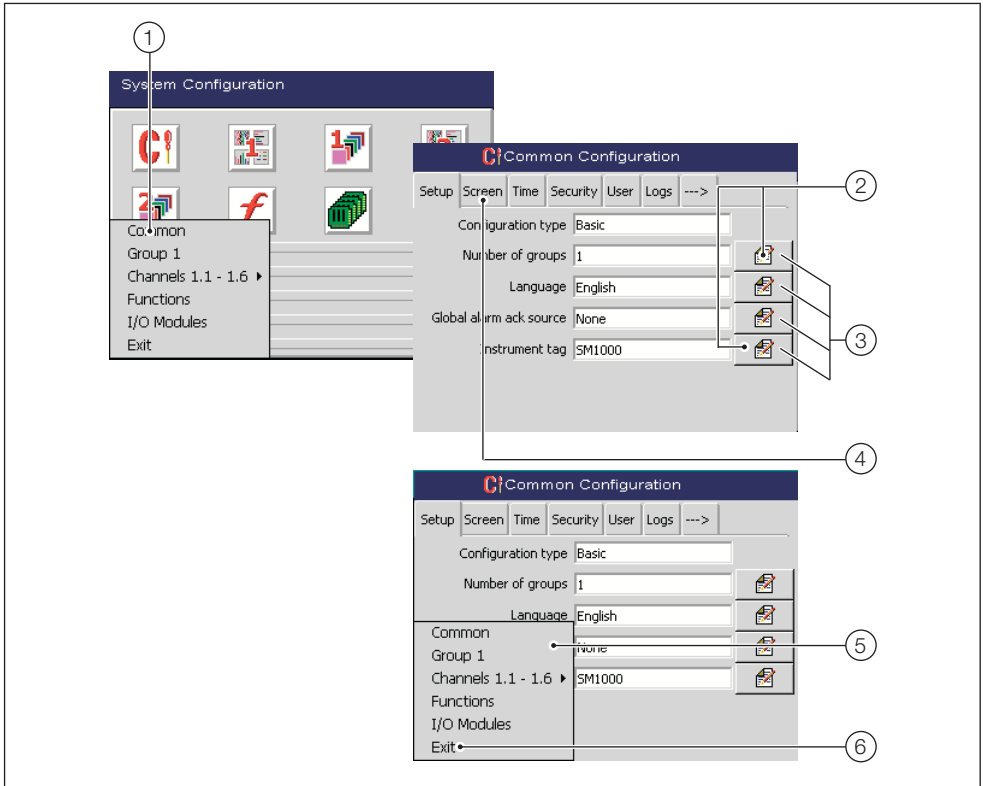 1
System Configuration
Common
Group 1
Channels 1.1 - 1.6
Functions
I/O Modules
Exit
Common Configuration
Setup Screen Time Security User Logs --->
Configuration type Basic
Number of groups 1
Language English
Global alarm ack source None
Instrument tag SM1000
2
3
4
Common Configuration
Setup Screen Time Security User Logs --->
Configuration type Basic
Number of groups 1
Language English
None
SM1000
Common
Group 1
Channels 1.1 - 1.6
Functions
I/O Modules
Exit
5
6